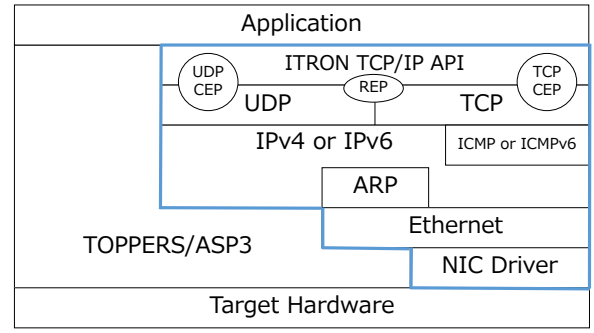 Application
ITRON TCP/IP API
UDP
CEP
REP
TCP
CEP
UDP
TCP
IPv4 or IPv6
ICMP or ICMPv6
ARP
Ethernet
TOPPERS/ASP3
NIC Driver
Target Hardware